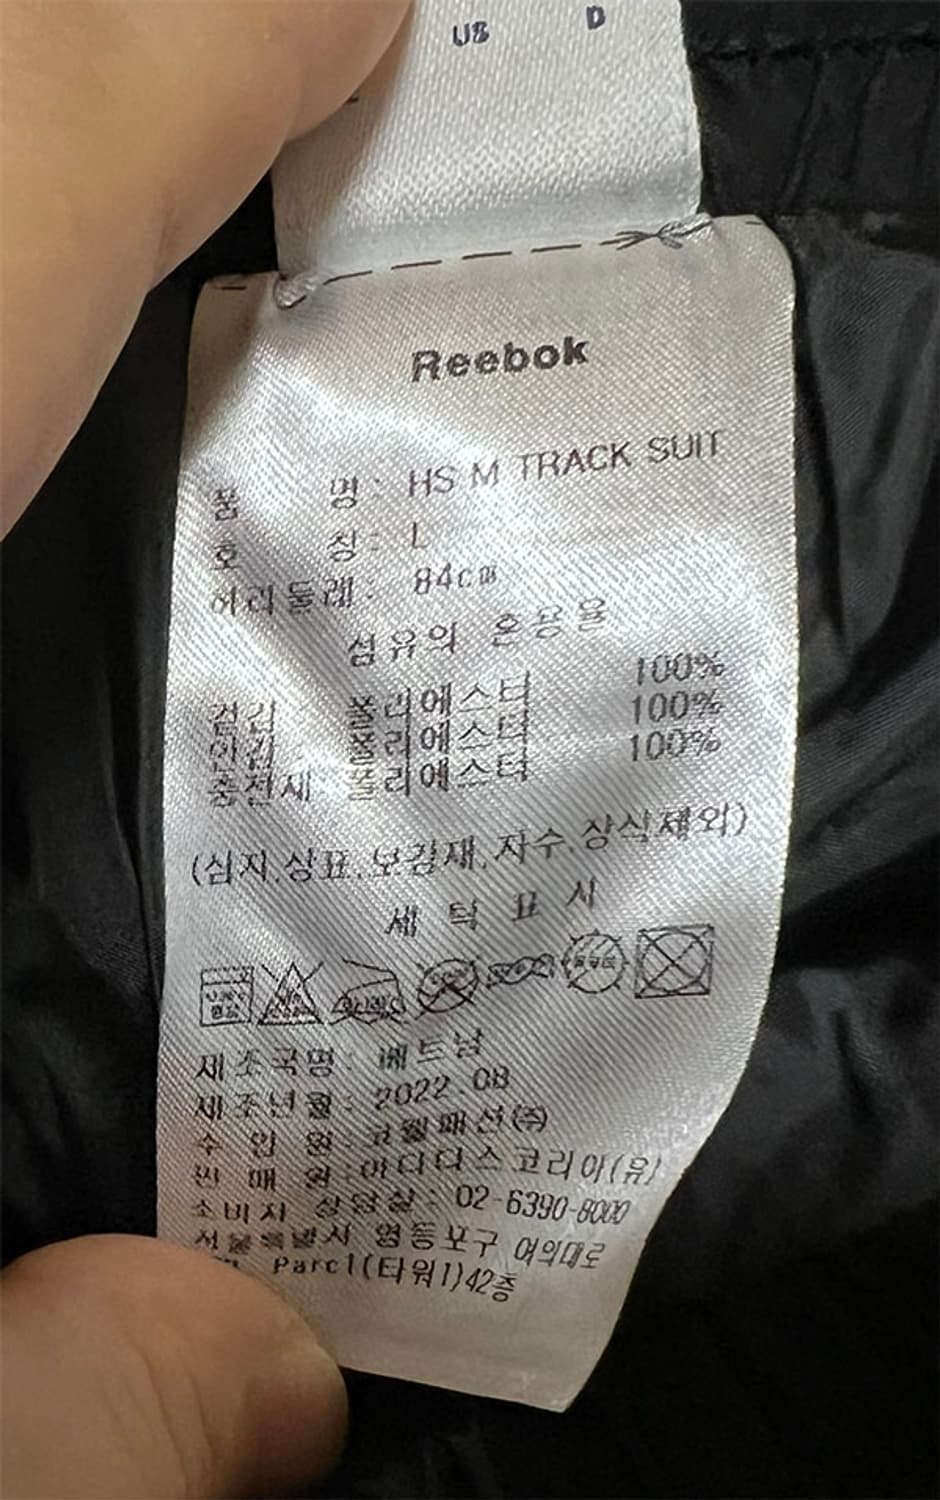 US D
Reebok
품 명 : HS M TRACK SUIT
호 칭 : L
허리둘레 : 84cm
섬유의 혼용율
겉감 폴리에스터 100%
안감 폴리에스터 100%
충전재 폴리에스터 100%
(심지,상표,보강재,자수,장식제외)
세 탁 표 시
제조국명 : 베트남
제조년월 : 2022.08
수 입 원 : 코웰패션(주)
판 매 원 : 아디다스코리아(유)
소비자 상담실 : 02-6390-8000
서울특별시 영등포구 여의대로
Parc1(타워1)42층